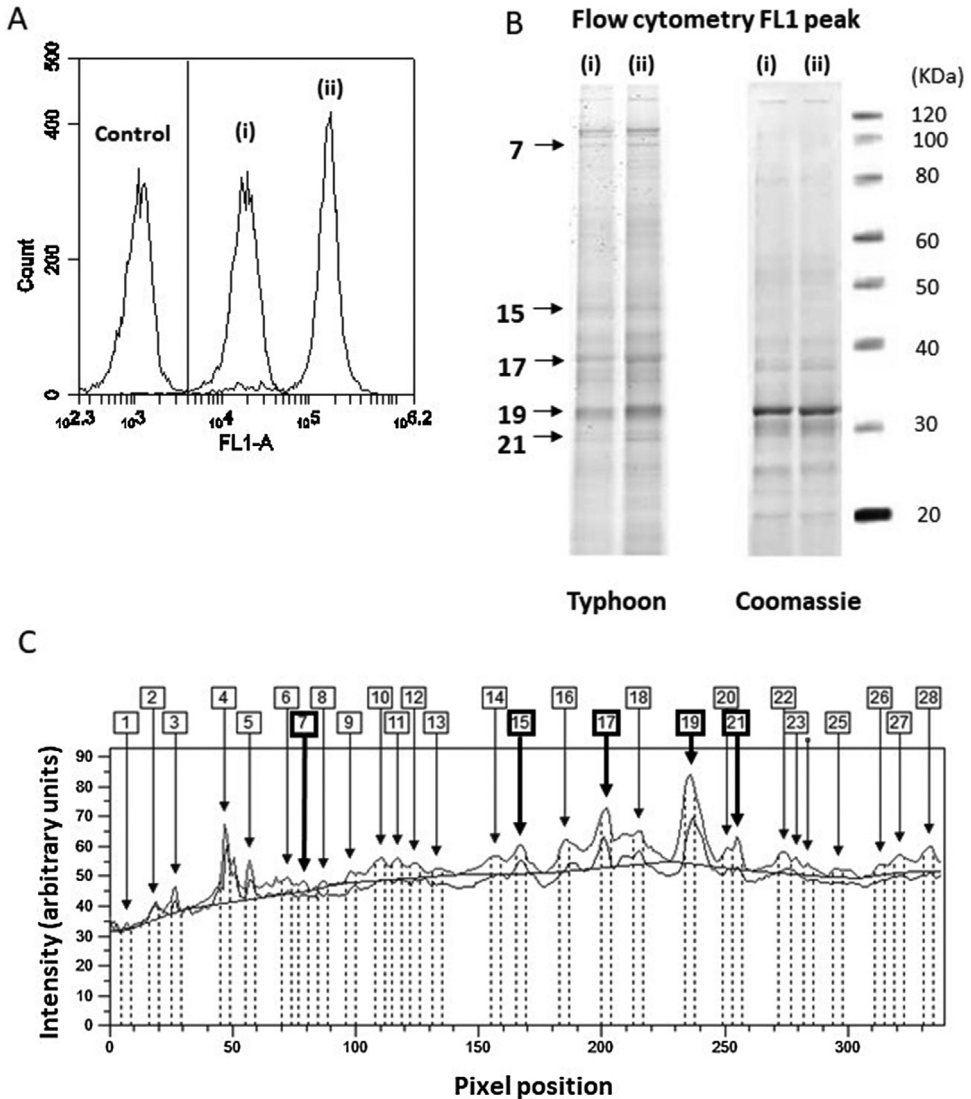 A
500
400
200
0
Count
Control
(i)
(ii)
10^2.3 10^3 10^4 10^5 10^6.2
FL1-A
B
Flow cytometry FL1 peak
(i) (ii) (i) (ii) (KDa)
7
15
17
19
21
120
100
80
60
50
40
30
20
Typhoon Coomassie
C
2 4 6 8 10 12 14 16 18 20 22 26 28
1 3 5 7 9 11 13 15 17 19 21 23 25 27
Intensity (arbitrary units)
90
80
70
60
50
40
30
20
10
0
0 50 100 150 200 250 300
Pixel position